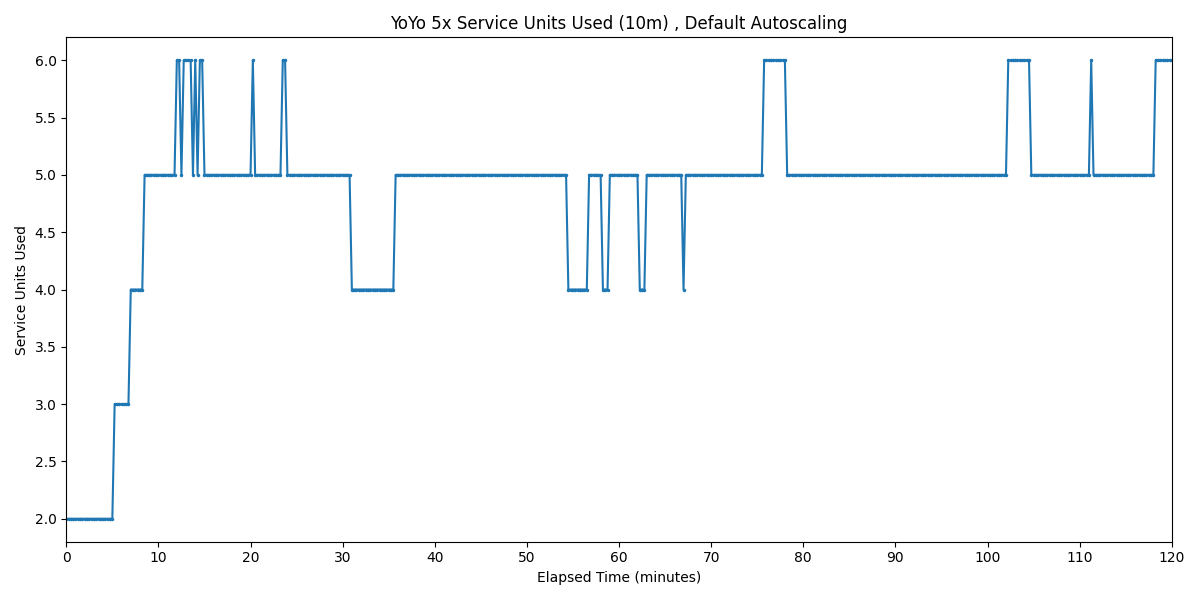 YoYo 5x Service Units Used (10m) , Default Autoscaling
6.0
5.5
5.0
4.5
4.0
3.5
3.0
2.5
2.0
Service Units Used
0 10 20 30 40 50 60 70 80 90 100 110 120
Elapsed Time (minutes)